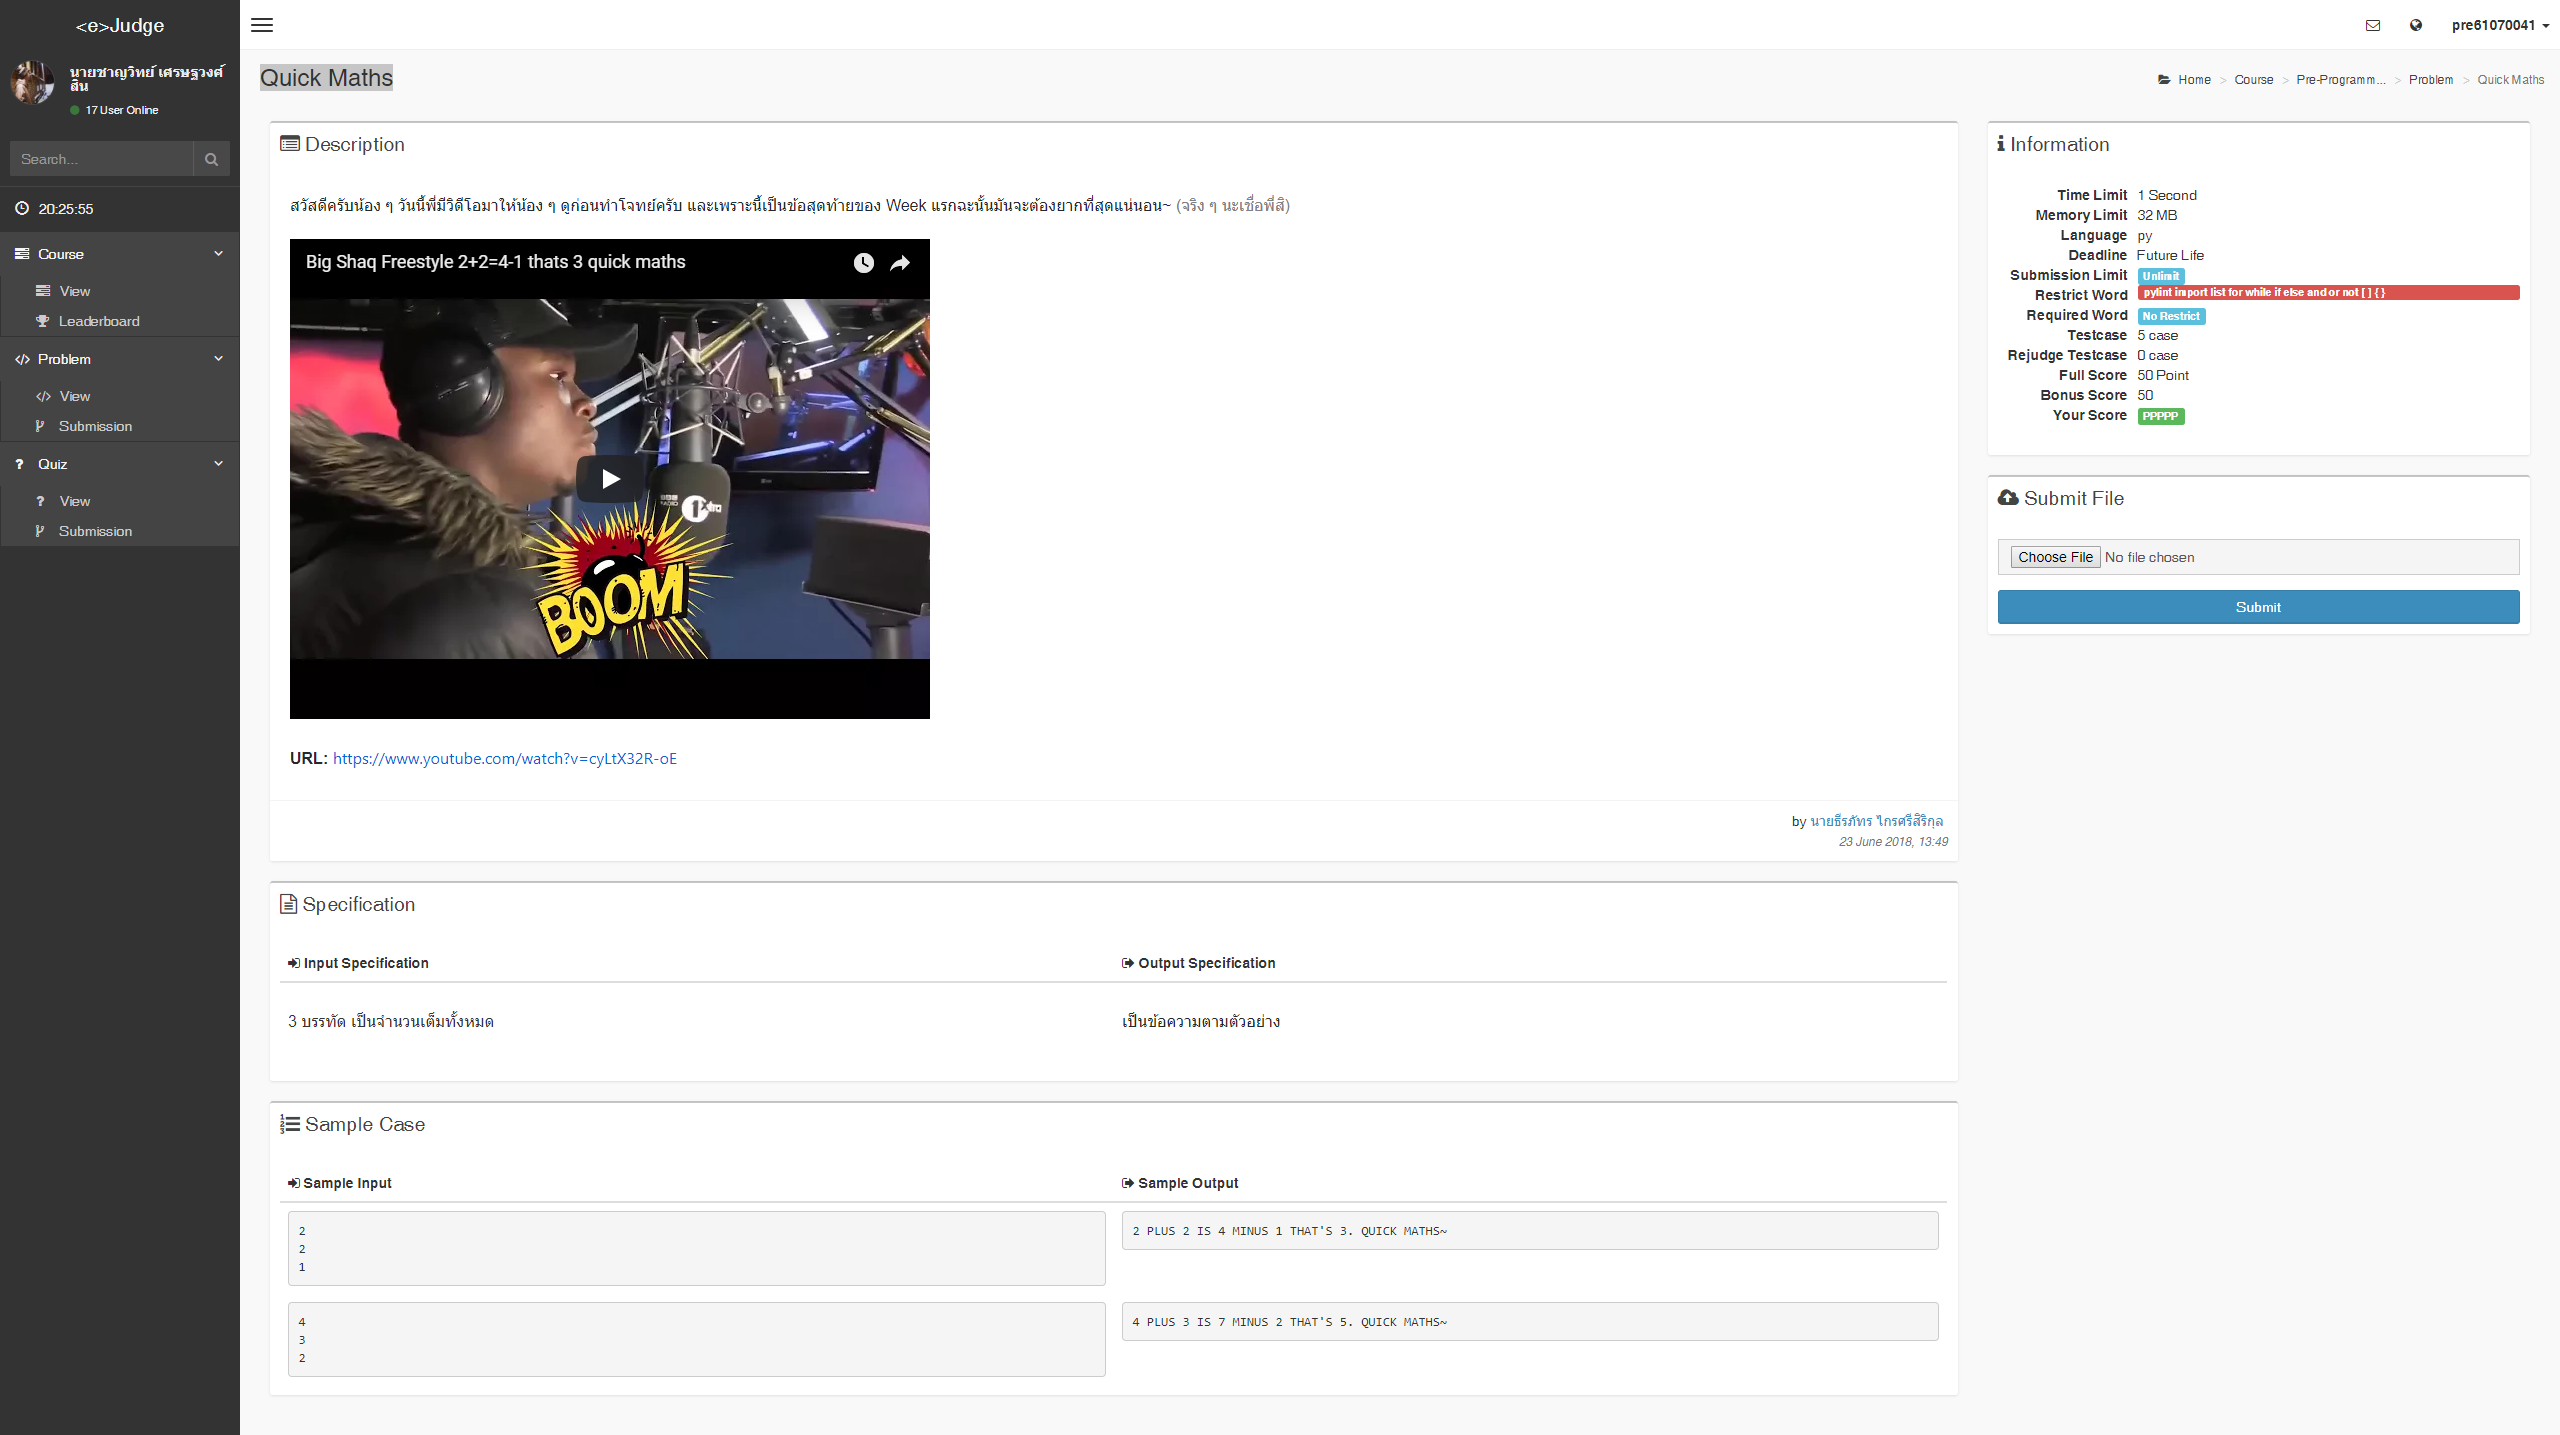 <e>Judge
pre61070041
นายชาญวิทย์ เศรษฐวงศ์
สิน
17 User Online
Search...
20:25:55
Course
View
Leaderboard
Problem
View
Submission
Quiz
View
Submission
Quick Maths
Home > Course > Pre-Programm... > Problem > Quick Maths
Description
สวัสดีครับน้อง ๆ วันนี้พี่มีวิดีโอมาให้น้อง ๆ ดูก่อนทำโจทย์ครับ และเพราะนี้เป็นข้อสุดท้ายของ Week แรกฉะนั้นมันจะต้องยากที่สุดแน่นอน~ (จริง ๆ นะเชื่อพี่สิ)
Big Shaq Freestyle 2+2=4-1 thats 3 quick maths
BBC
RADIO
1Xtra
BOOM
URL: https://www.youtube.com/watch?v=cyLtX32R-oE
by นายธีรภัทร ไกรศรีสิริกุล
23 June 2018, 13:49
Specification
Input Specification
Output Specification
3 บรรทัด เป็นจำนวนเต็มทั้งหมด
เป็นข้อความตามตัวอย่าง
Sample Case
Sample Input
Sample Output
2
2
1
2 PLUS 2 IS 4 MINUS 1 THAT'S 3. QUICK MATHS~
4
3
2
4 PLUS 3 IS 7 MINUS 2 THAT'S 5. QUICK MATHS~
Information
Time Limit 1 Second
Memory Limit 32 MB
Language py
Deadline Future Life
Submission Limit Unlimit
Restrict Word pylint import list for while if else and or not [ ] { }
Required Word No Restrict
Testcase 5 case
Rejudge Testcase 0 case
Full Score 50 Point
Bonus Score 50
Your Score PPPPP
Submit File
Choose File No file chosen
Submit